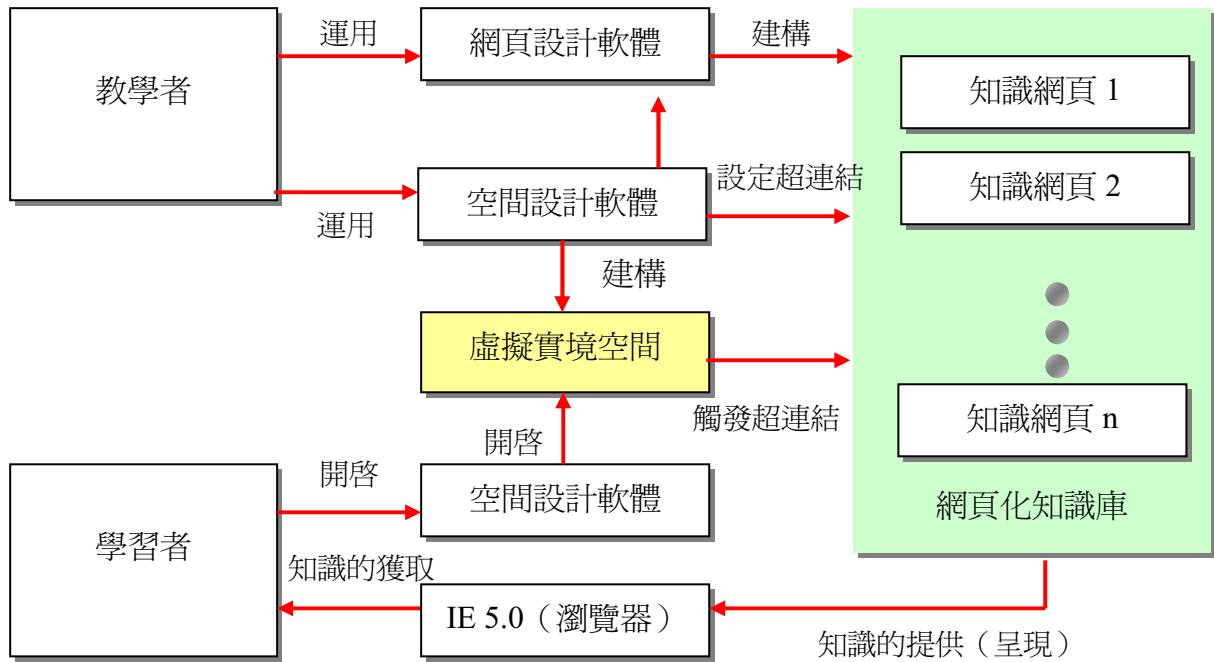 運用
網頁設計軟體
建構
教學者
知識網頁 1
運用
空間設計軟體
設定超連結
知識網頁 2
建構
虛擬實境空間
觸發超連結
知識網頁 n
開啓
開啓
空間設計軟體
網頁化知識庫
學習者
知識的獲取
IE 5.0（瀏覽器）
知識的提供（呈現）